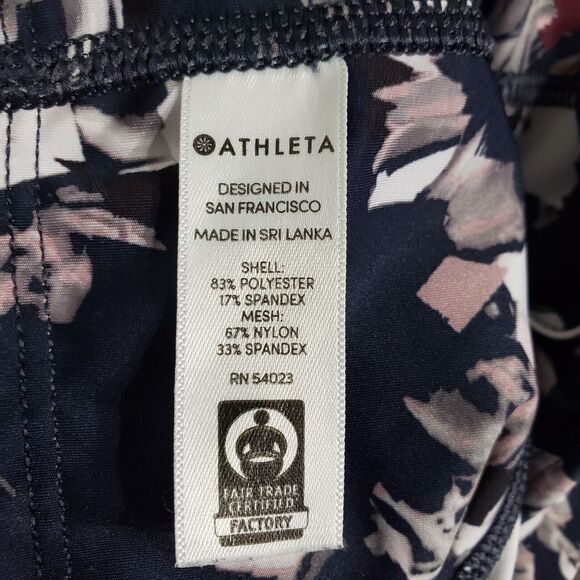 ATHLETA
DESIGNED IN
SAN FRANCISCO
MADE IN SRI LANKA
SHELL:
83% POLYESTER
17% SPANDEX
MESH:
67% NYLON
33% SPANDEX
RN 54023
FAIR TRADE
CERTIFIED
FACTORY